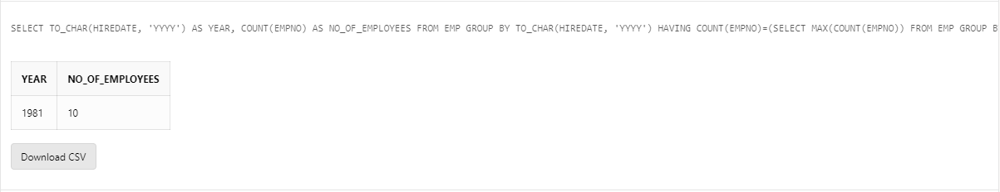 SELECT TO_CHAR(HIREDATE, 'YYYY') AS YEAR, COUNT(EMPNO) AS NO_OF_EMPLOYEES FROM EMP GROUP BY TO_CHAR(HIREDATE, 'YYYY') HAVING COUNT(EMPNO)=(SELECT MAX(COUNT(EMPNO)) FROM EMP GROUP B
YEAR NO_OF_EMPLOYEES
1981 10
Download CSV